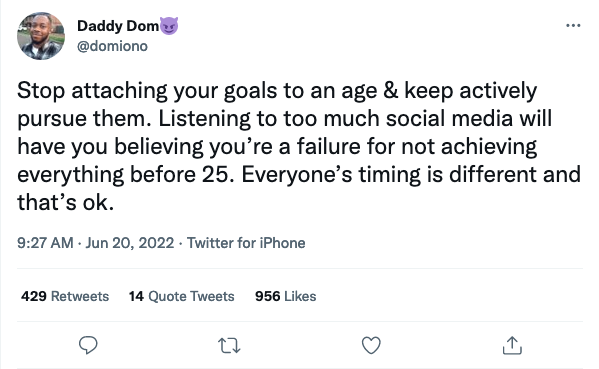 Daddy Dom😈
@domiono
Stop attaching your goals to an age & keep actively
pursue them. Listening to too much social media will
have you believing you’re a failure for not achieving
everything before 25. Everyone’s timing is different and
that’s ok.
9:27 AM · Jun 20, 2022 · Twitter for iPhone
429 Retweets 14 Quote Tweets 956 Likes